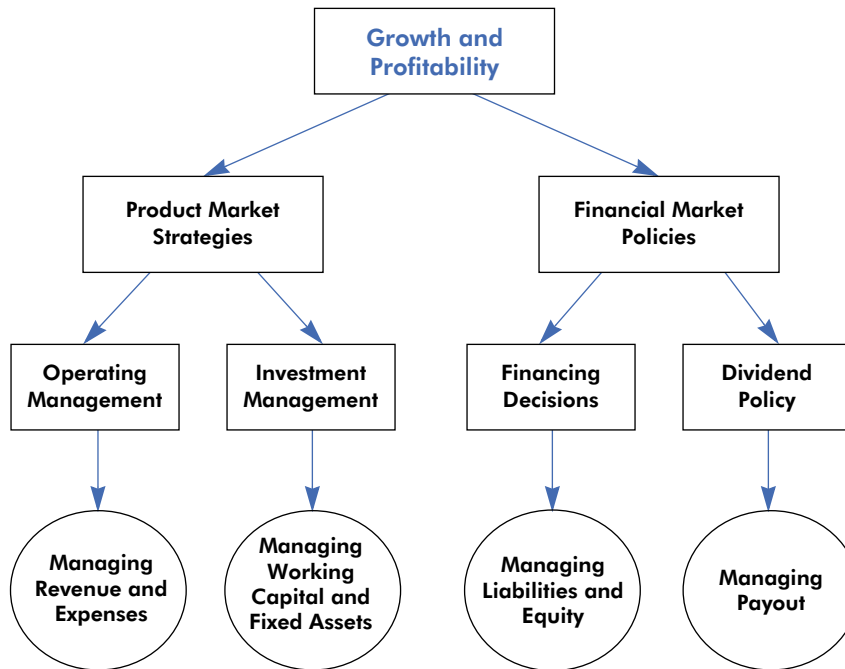 Growth and
Profitability
Product Market
Strategies
Financial Market
Policies
Operating
Management
Investment
Management
Financing
Decisions
Dividend
Policy
Managing
Revenue and
Expenses
Managing
Working
Capital and
Fixed Assets
Managing
Liabilities and
Equity
Managing
Payout